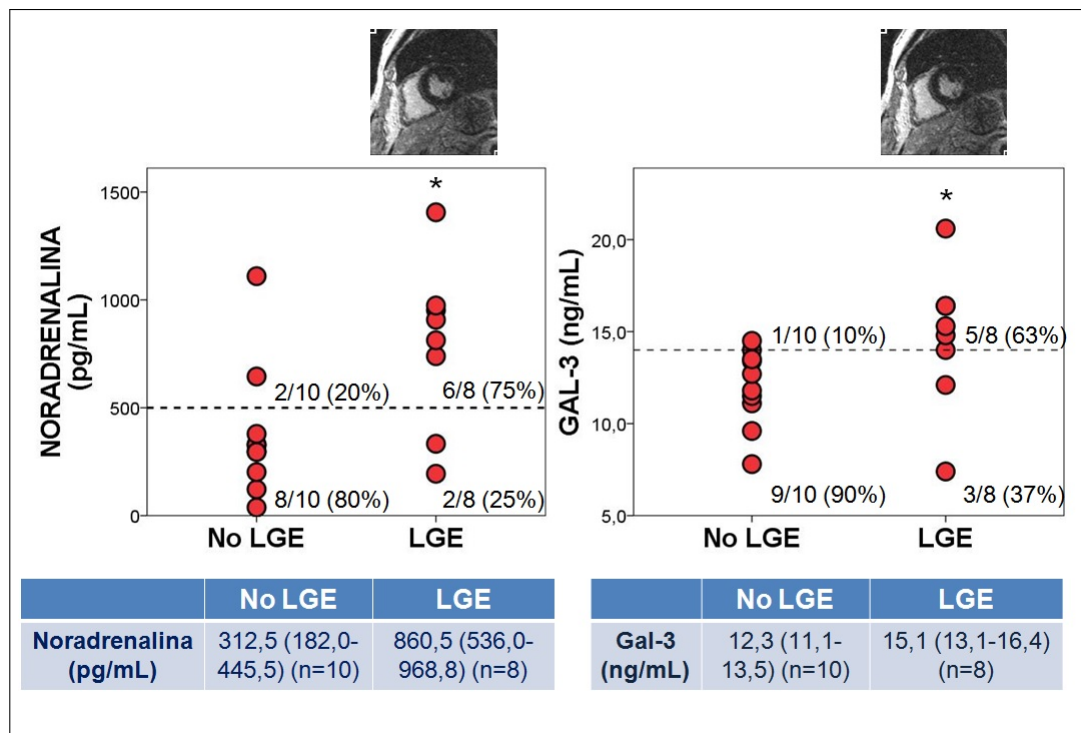 NORADRENALINA
(pg/mL)
1500
1000
500
0
*
2/10 (20%)
6/8 (75%)
8/10 (80%)
2/8 (25%)
No LGE
LGE
GAL-3 (ng/mL)
20,0
15,0
10,0
5,0
*
1/10 (10%)
5/8 (63%)
9/10 (90%)
3/8 (37%)
No LGE
LGE
No LGE
LGE
Noradrenalina
(pg/mL)
312,5 (182,0-
445,5) (n=10)
860,5 (536,0-
968,8) (n=8)
No LGE
LGE
Gal-3
(ng/mL)
12,3 (11,1-
13,5) (n=10)
15,1 (13,1-16,4)
(n=8)